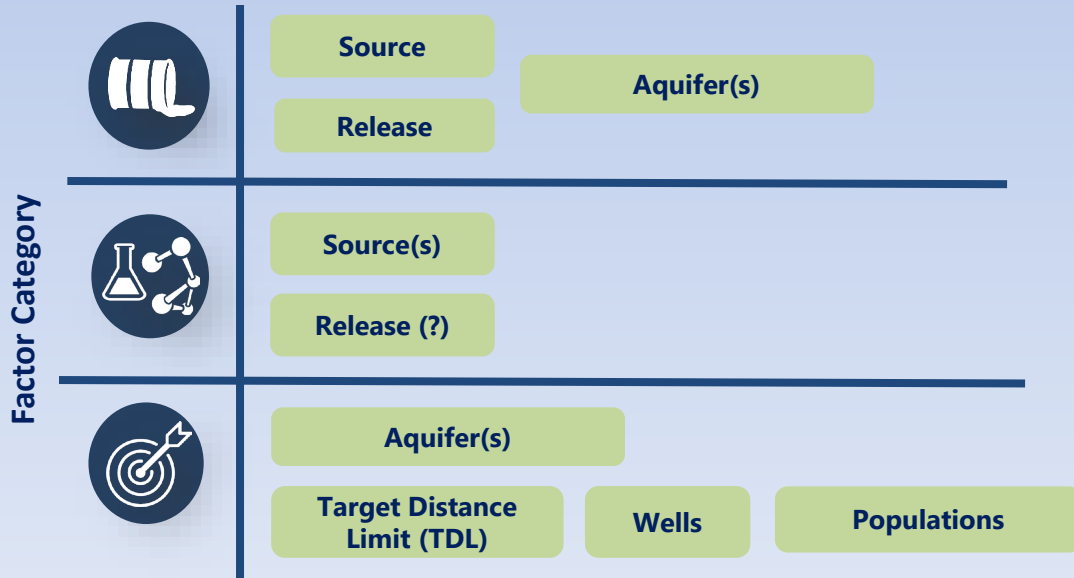 Factor Category
Source
Aquifer(s)
Release
Source(s)
Release (?)
Aquifer(s)
Target Distance
Limit (TDL)
Wells
Populations